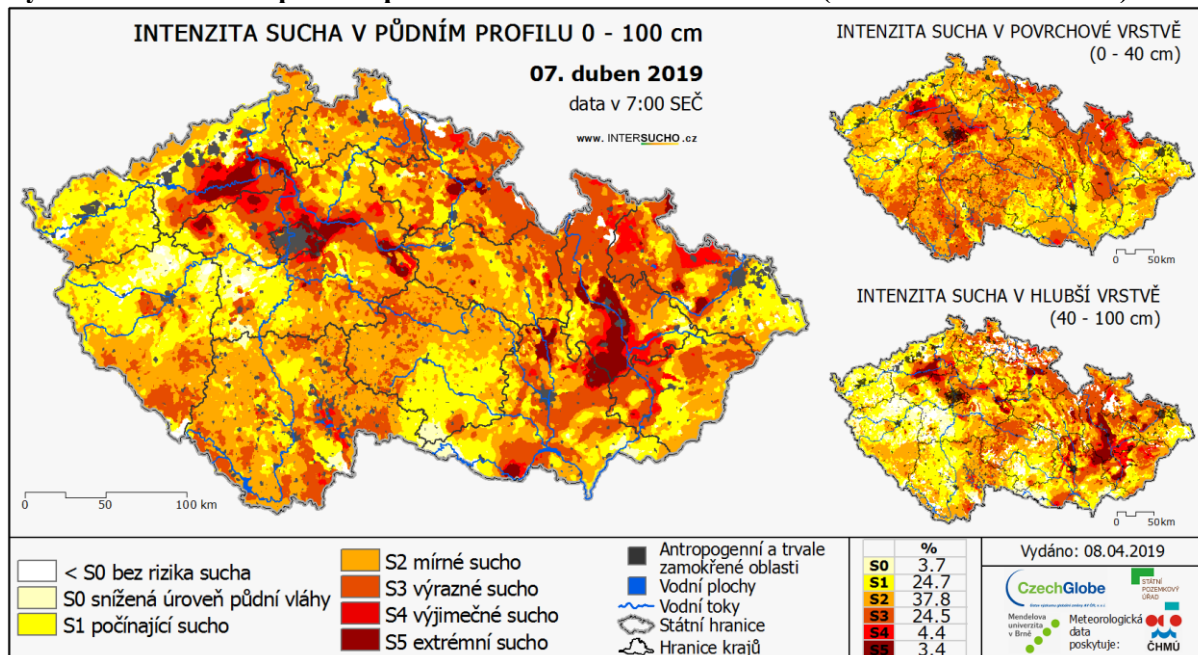 INTENZITA SUCHA V PŮDNÍM PROFILU 0 - 100 cm
07. duben 2019
data v 7:00 SEČ
www. INTERSUCHO .cz
INTENZITA SUCHA V POVRCHOVÉ VRSTVĚ
(0 - 40 cm)
0 50km
INTENZITA SUCHA V HLUBŠÍ VRSTVĚ
(40 - 100 cm)
0 50km
0 50 100 km
< S0 bez rizika sucha
S0 snížená úroveň půdní vláhy
S1 počínající sucho
S2 mírné sucho
S3 výrazné sucho
S4 výjimečné sucho
S5 extrémní sucho
Antropogenní a trvale
zamokřené oblasti
Vodní plochy
Vodní toky
Státní hranice
Hranice krajů
%
S0 3.7
S1 24.7
S2 37.8
S3 24.5
S4 4.4
S5 3.4
Vydáno: 08.04.2019
CzechGlobe
STÁTNÍ
POZEMKOVÝ
ÚŘAD
Mendelova
univerzita
v Brně
Meteorologická
data
poskytuje:
ČHMÚ